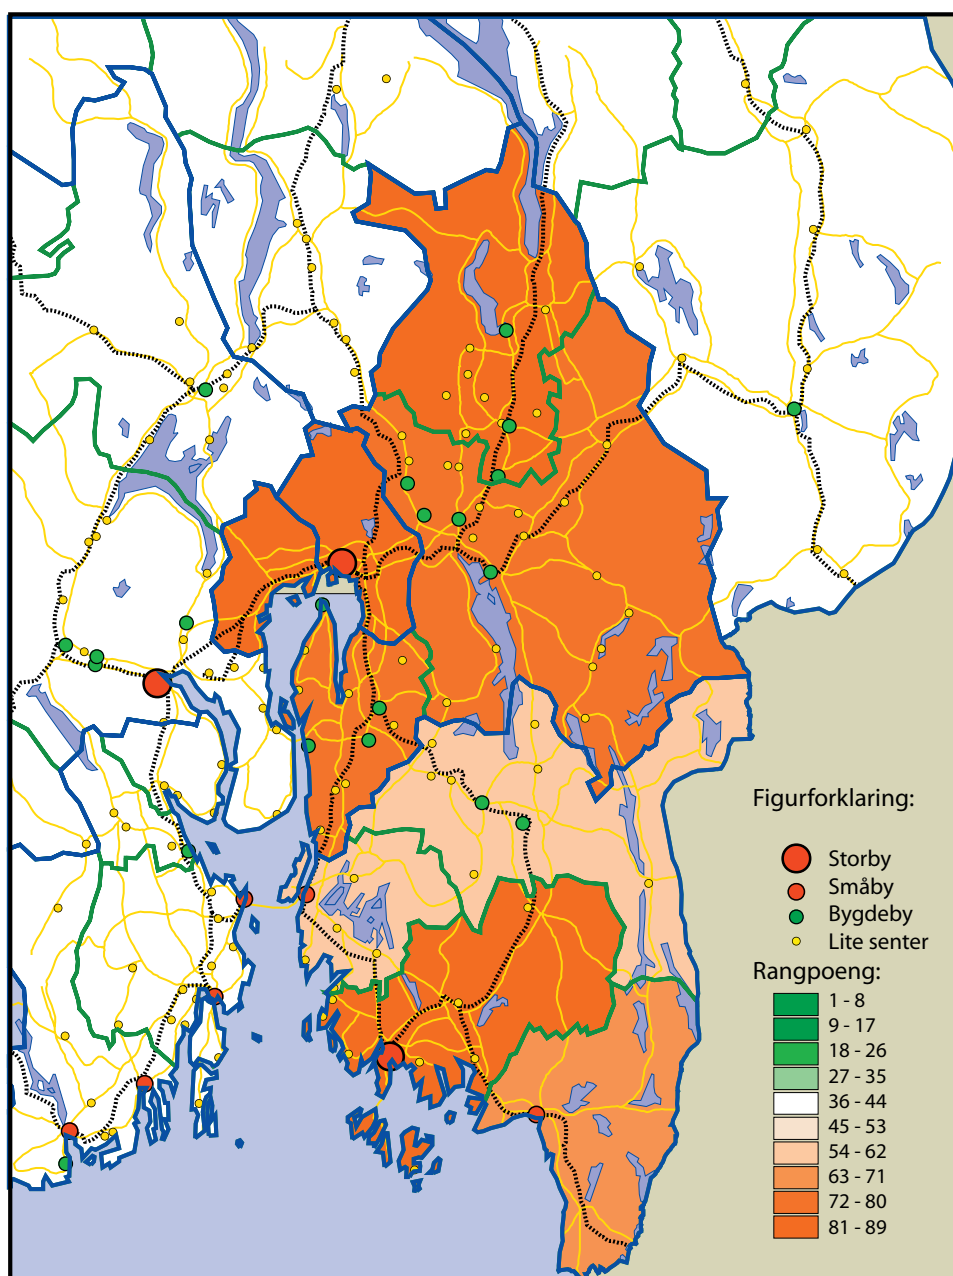 Figurforklaring:
Storby
Småby
Bygdeby
Lite senter
Rangpoeng:
1 - 8
9 - 17
18 - 26
27 - 35
36 - 44
45 - 53
54 - 62
63 - 71
72 - 80
81 - 89